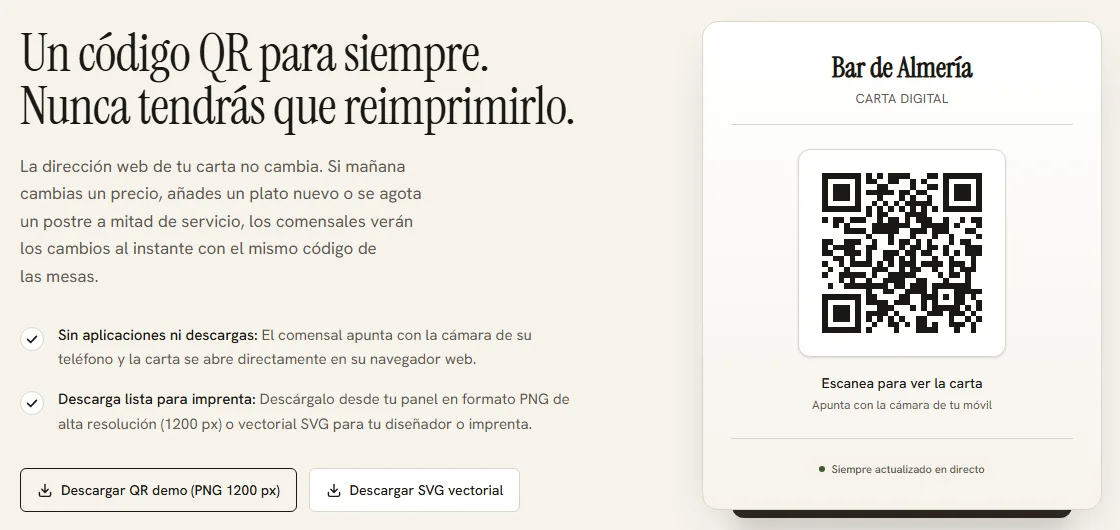 Un código QR para siempre.
Nunca tendrás que reimprimirlo.
La dirección web de tu carta no cambia. Si mañana
cambias un precio, añades un plato nuevo o se agota
un postre a mitad de servicio, los comensales verán
los cambios al instante con el mismo código de
las mesas.
Sin aplicaciones ni descargas: El comensal apunta con la cámara de su
teléfono y la carta se abre directamente en su navegador web.
Descarga lista para imprenta: Descárgalo desde tu panel en formato PNG de
alta resolución (1200 px) o vectorial SVG para tu diseñador o imprenta.
Descargar QR demo (PNG 1200 px)
Descargar SVG vectorial
Bar de Almería
CARTA DIGITAL
Escanea para ver la carta
Apunta con la cámara de tu móvil
Siempre actualizado en directo